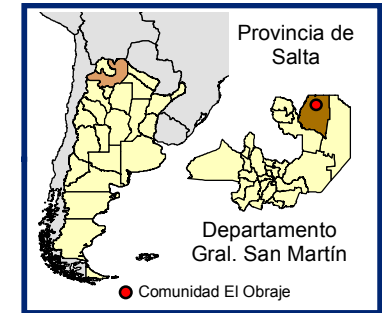 Provincia de
Salta
Departamento
Gral. San Martín
Comunidad El Obraje